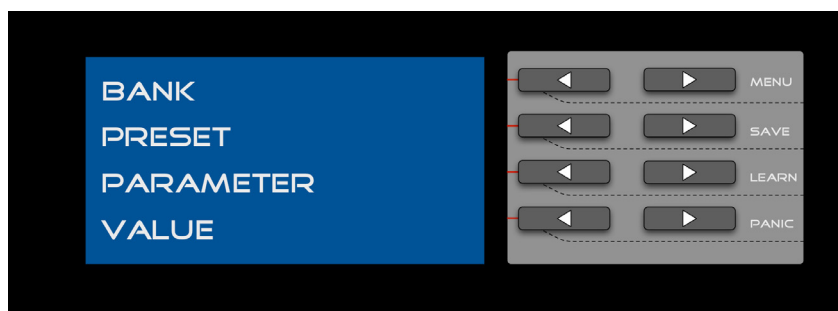 BANK
PRESET
PARAMETER
VALUE
MENU
SAVE
LEARN
PANIC